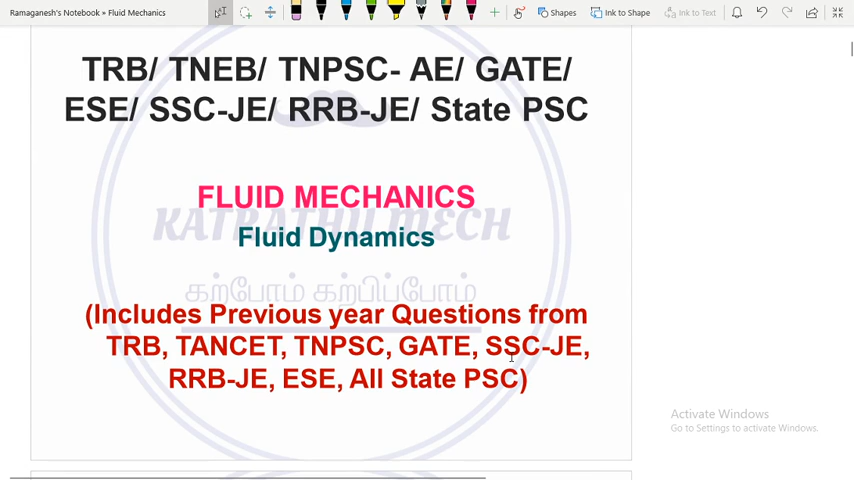 Ramaganesh's Notebook » Fluid Mechanics
Shapes
Ink to Shape
Ink to Text
TRB/ TNEB/ TNPSC- AE/ GATE/
ESE/ SSC-JE/ RRB-JE/ State PSC
FLUID MECHANICS
KATRATHU MECH
Fluid Dynamics
கற்போம் கற்பிப்போம்
(Includes Previous year Questions from
TRB, TANCET, TNPSC, GATE, SSC-JE,
RRB-JE, ESE, All State PSC)
Activate Windows
Go to Settings to activate Windows.